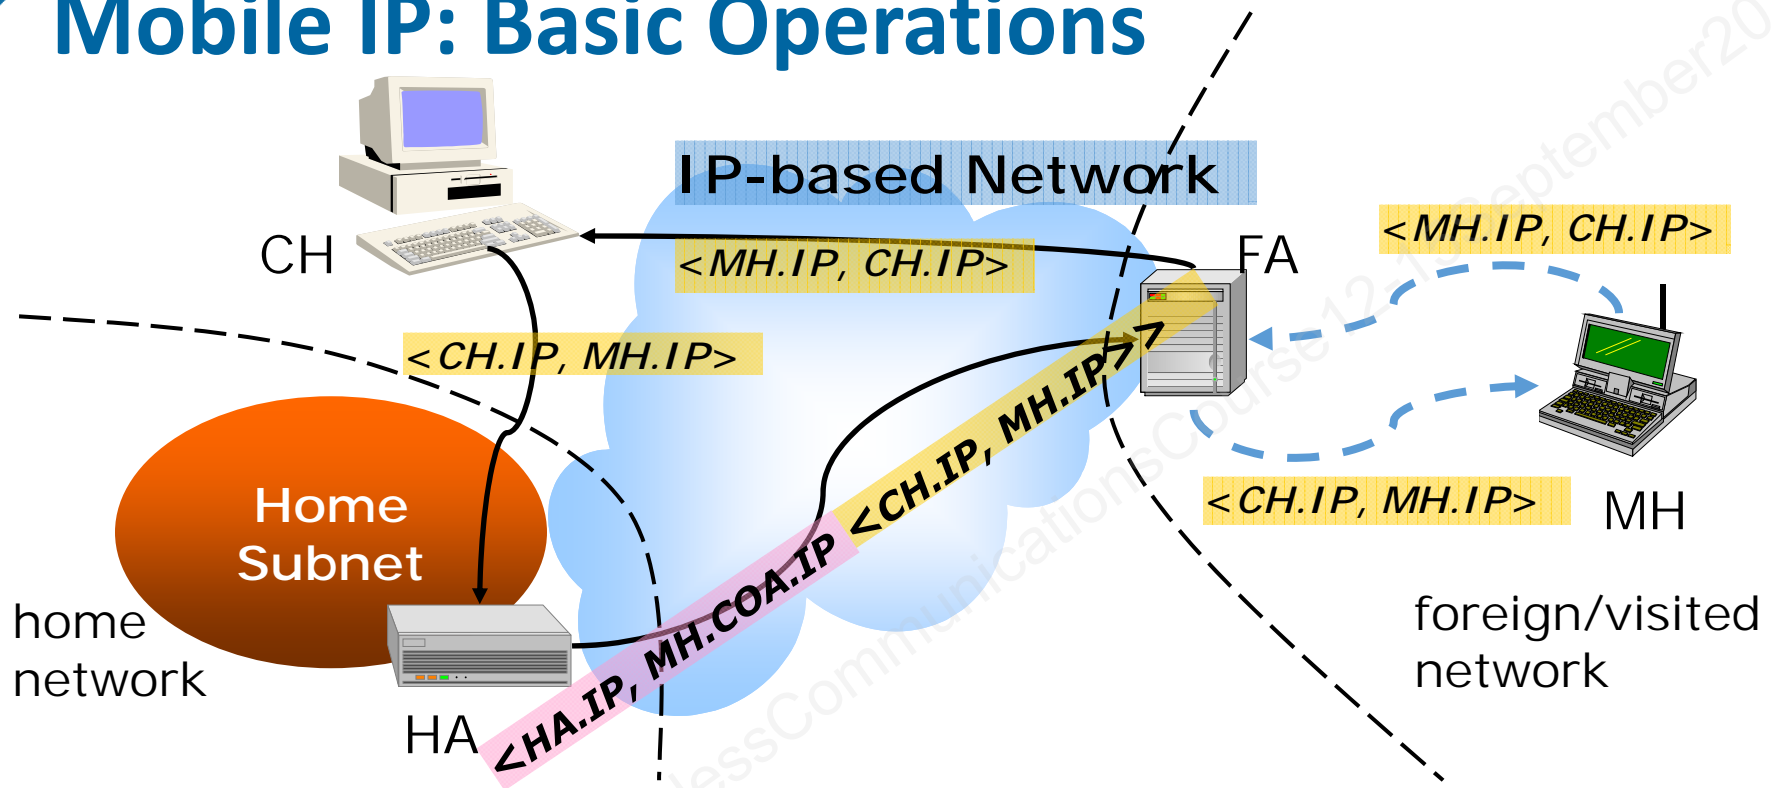 Mobile IP: Basic Operations
IP-based Network
<MH.IP, CH.IP>
CH
<MH.IP, CH.IP>
FA
<CH.IP, MH.IP>
<HA.IP, MH.COA.IP <CH.IP, MH.IP>>
<CH.IP, MH.IP>
MH
Home
Subnet
home
network
HA
foreign/visited
network
lessCommunicationsCourse12-15September20